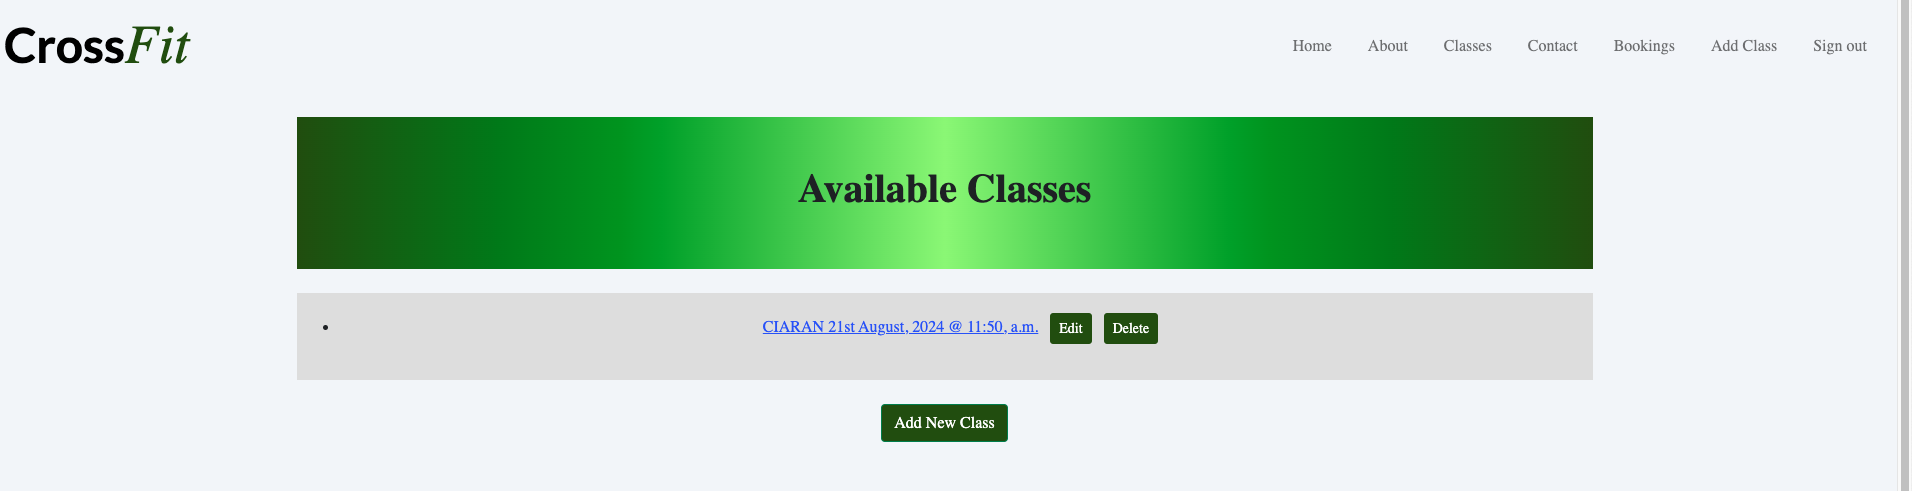 CrossFit
Home About Classes Contact Bookings Add Class Sign out
Available Classes
• CIARAN 21st August, 2024 @ 11:50, a.m. Edit Delete
Add New Class